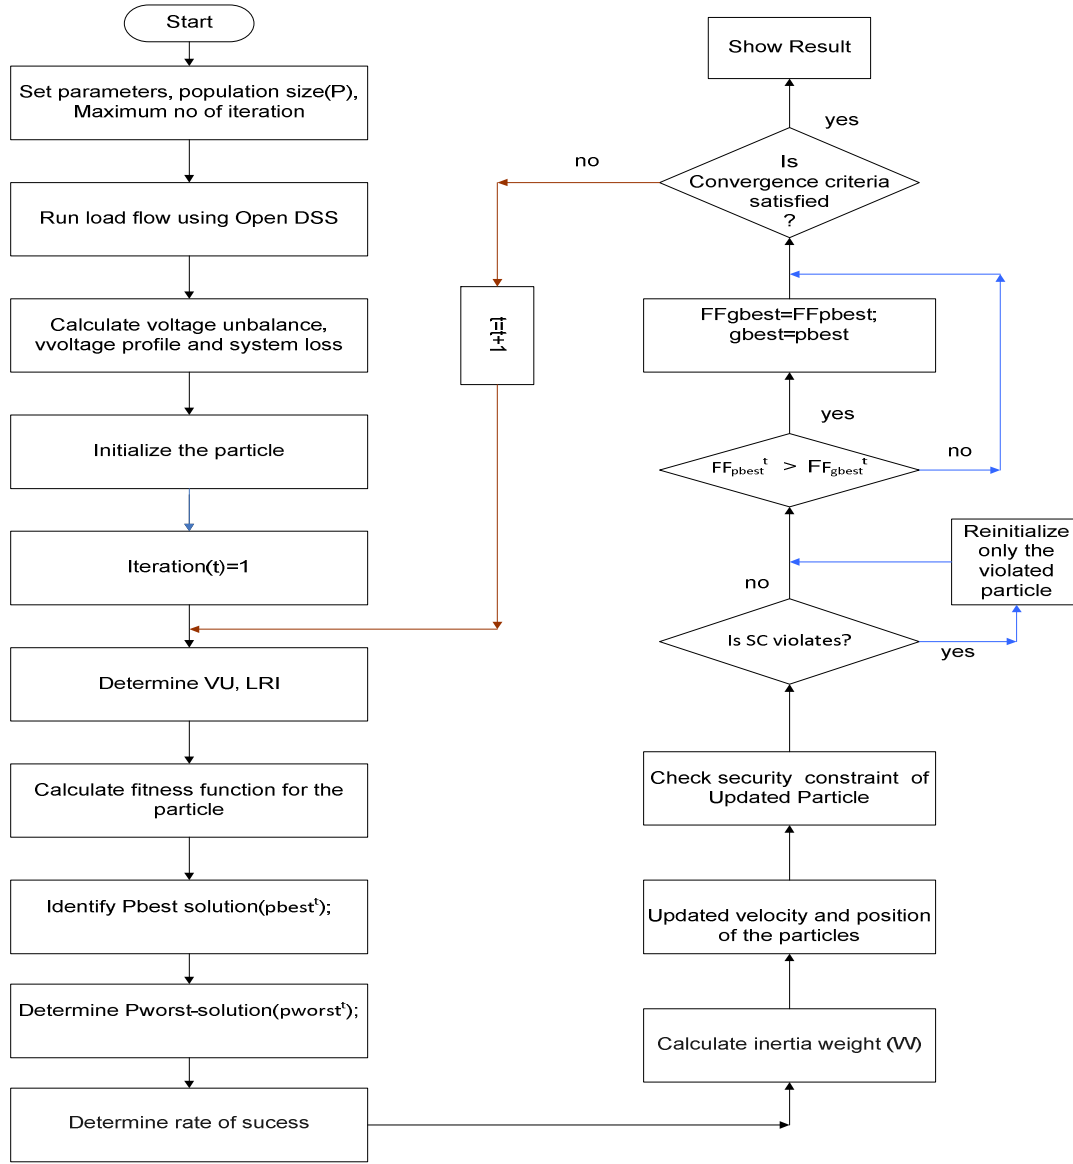 Start
Set parameters, population size(P),
Maximum no of iteration
Run load flow using Open DSS
Calculate voltage unbalance,
vvoltage profile and system loss
Initialize the particle
Iteration(t)=1
Determine VU, LRI
Calculate fitness function for the
particle
Identify Pbest solution(pbestᵗ);
Determine Pworst-solution(pworstᵗ);
Determine rate of sucess
Calculate inertia weight (W)
Updated velocity and position
of the particles
Check security constraint of
Updated Particle
Is SC violates?
yes
Reinitialize
only the
violated
particle
no
FFpbestᵗ > FFgbestᵗ
no
yes
FFgbest=FFpbest;
gbest=pbest
Is
Convergence criteria
satisfied
?
no
t=t+1
yes
Show Result